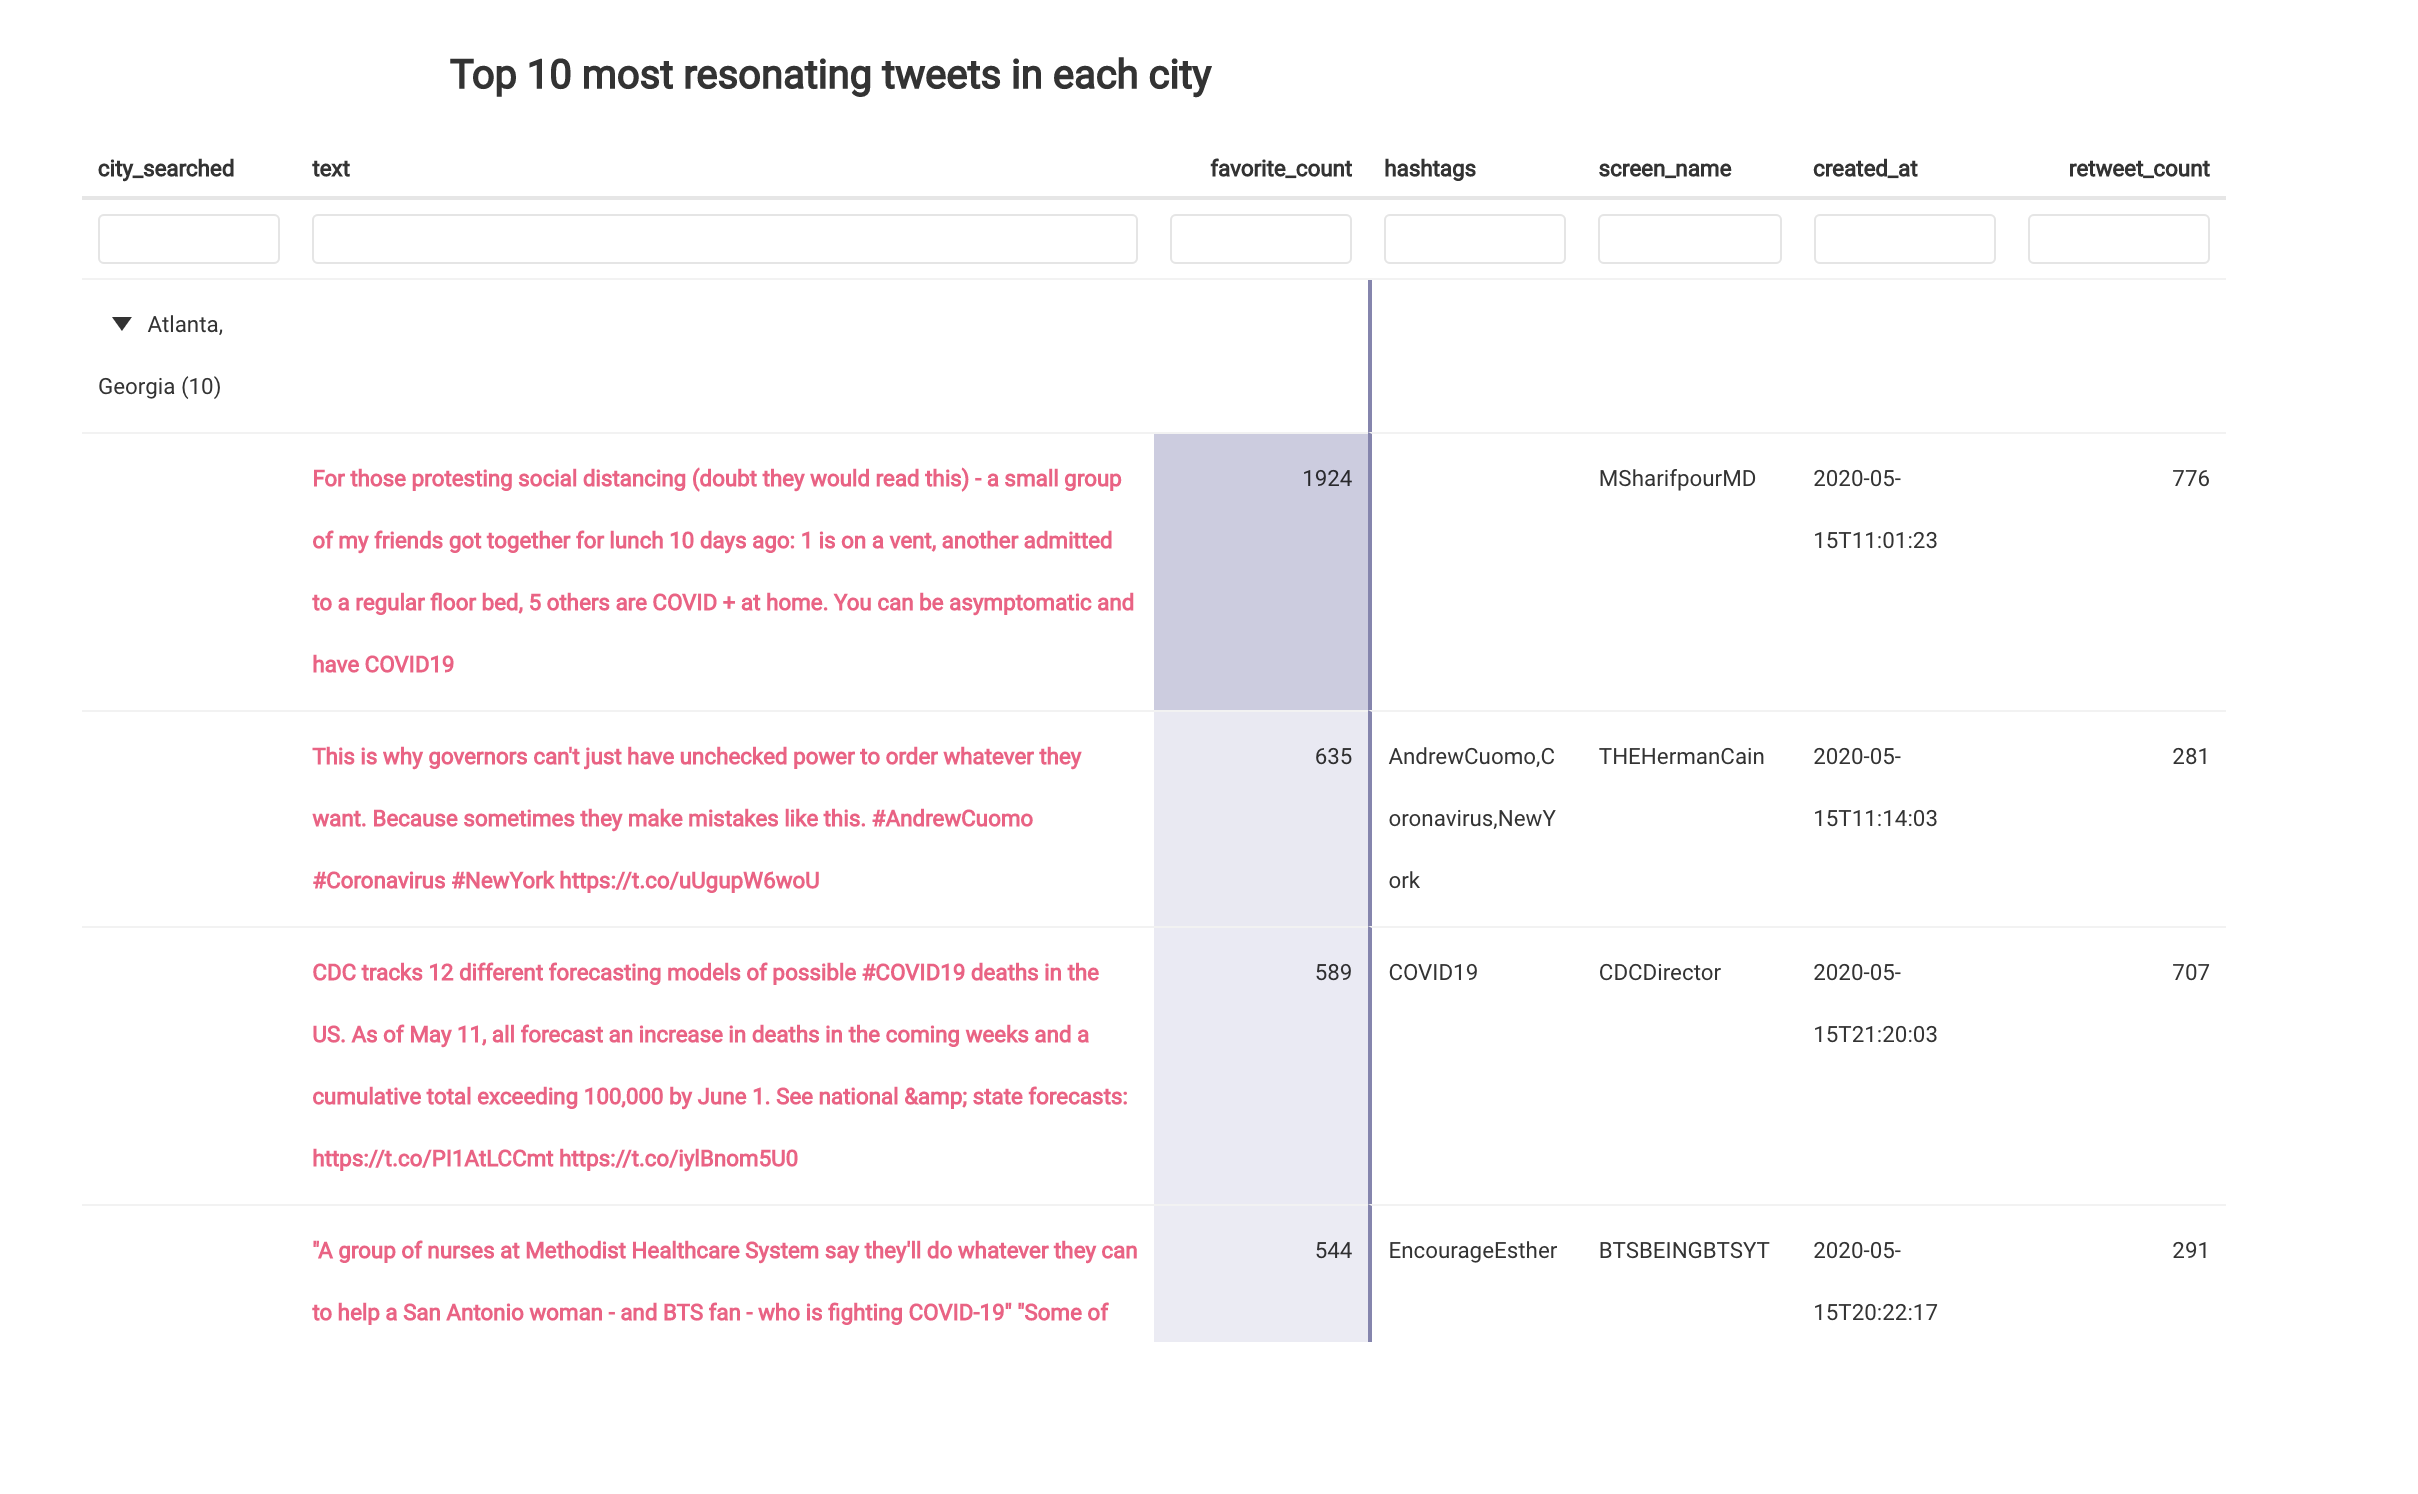 Top 10 most resonating tweets in each city
city_searched text favorite_count hashtags screen_name created_at retweet_count
Atlanta,
Georgia (10)
For those protesting social distancing (doubt they would read this) - a small group 1924 MSharifpourMD 2020-05- 776
of my friends got together for lunch 10 days ago: 1 is on a vent, another admitted 15T11:01:23
to a regular floor bed, 5 others are COVID + at home. You can be asymptomatic and
have COVID19
This is why governors can't just have unchecked power to order whatever they 635 AndrewCuomo,C THEHermanCain 2020-05- 281
want. Because sometimes they make mistakes like this. #AndrewCuomo oronavirus,NewY 15T11:14:03
#Coronavirus #NewYork https://t.co/uUgupW6woU ork
CDC tracks 12 different forecasting models of possible #COVID19 deaths in the 589 COVID19 CDCDirector 2020-05- 707
US. As of May 11, all forecast an increase in deaths in the coming weeks and a 15T21:20:03
cumulative total exceeding 100,000 by June 1. See national &amp; state forecasts:
https://t.co/PI1AtLCCmt https://t.co/iylBnom5U0
"A group of nurses at Methodist Healthcare System say they'll do whatever they can 544 EncourageEsther BTSBEINGBTSYT 2020-05- 291
to help a San Antonio woman - and BTS fan - who is fighting COVID-19" "Some of 15T20:22:17